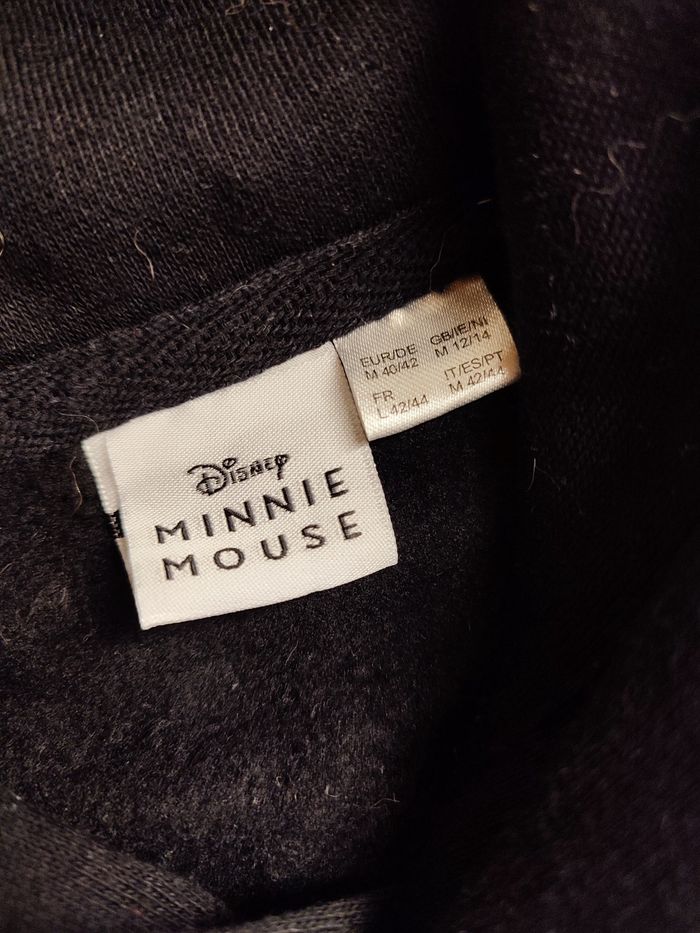 EUR/DE
M 40/42
GB/IE/NI
M 12/14
FR
L 42/44
IT/ES/PT
M 42/44
Disney
MINNIE
MOUSE